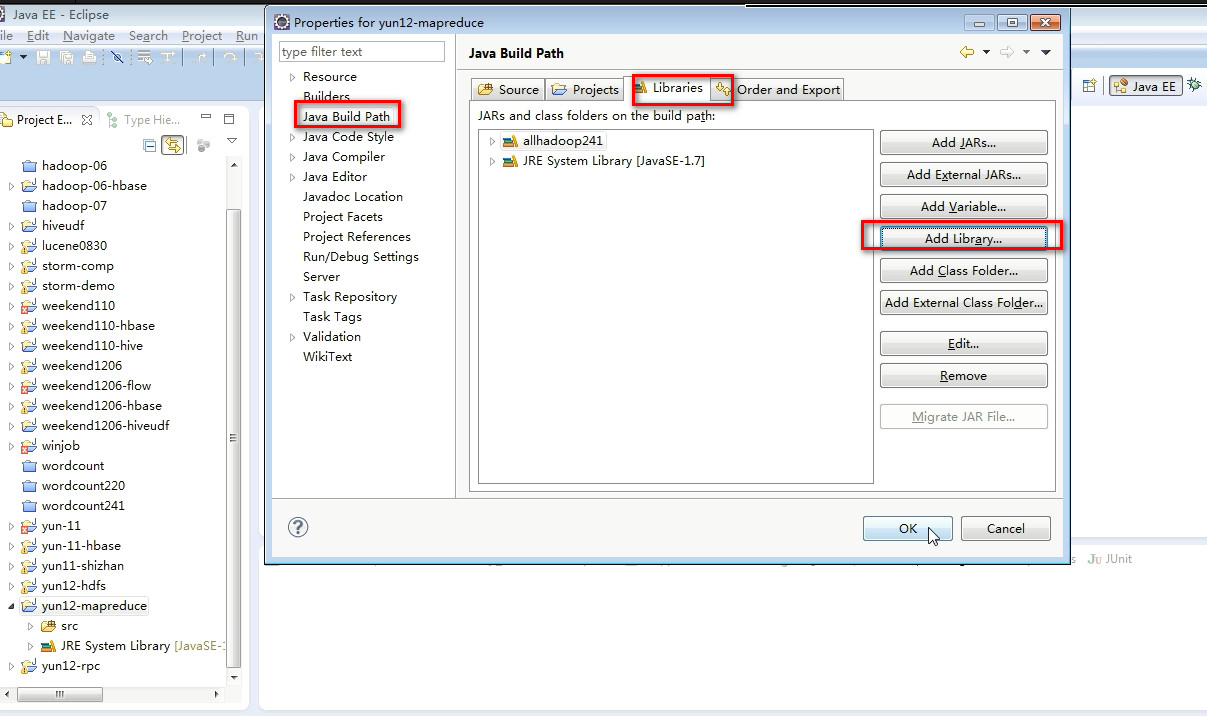 Java EE - Eclipse
ile Edit Navigate Search Project Run
Project E... Type Hie...
hadoop-06
hadoop-06-hbase
hadoop-07
hiveudf
lucene0830
storm-comp
storm-demo
weekend110
weekend110-hbase
weekend110-hive
weekend1206
weekend1206-flow
weekend1206-hbase
weekend1206-hiveudf
winjob
wordcount
wordcount220
wordcount241
yun-11
yun-11-hbase
yun11-shizhan
yun12-hdfs
yun12-mapreduce
src
JRE System Library [JavaSE-1
yun12-rpc
Properties for yun12-mapreduce
type filter text
Resource
Builders
Java Build Path
Java Code Style
Java Compiler
Java Editor
Javadoc Location
Project Facets
Project References
Run/Debug Settings
Server
Task Repository
Task Tags
Validation
WikiText
Java Build Path
Source Projects Libraries Order and Export
JARs and class folders on the build path:
allhadoop241
JRE System Library [JavaSE-1.7]
Add JARs...
Add External JARs...
Add Variable...
Add Library...
Add Class Folder...
Add External Class Folder...
Edit...
Remove
Migrate JAR File...
OK Cancel
Java EE
JUnit